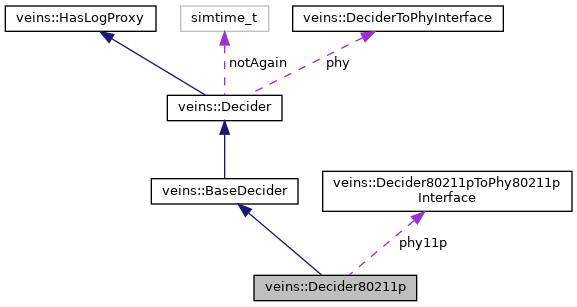 veins::HasLogProxy
simtime_t
veins::DeciderToPhyInterface
notAgain
phy
veins::Decider
veins::BaseDecider
veins::Decider80211pToPhy80211p
Interface
phy11p
veins::Decider80211p